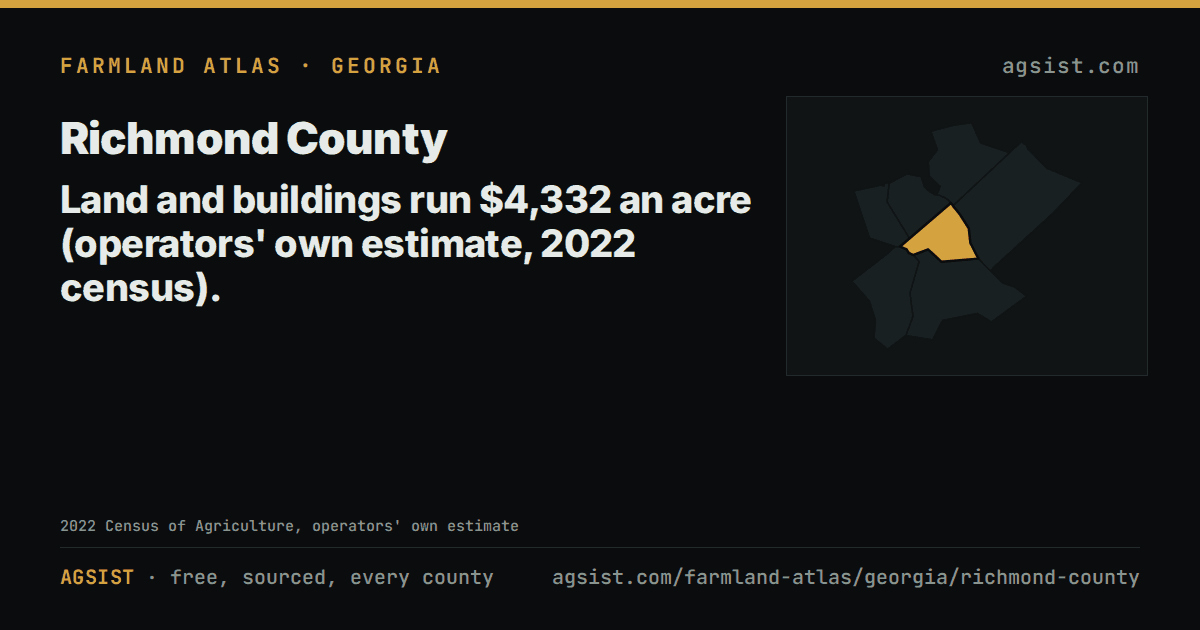 FARMLAND ATLAS · GEORGIA
agsist.com
Richmond County
Land and buildings run $4,332 an acre
(operators' own estimate, 2022
census).
2022 Census of Agriculture, operators' own estimate
AGSIST · free, sourced, every county
agsist.com/farmland-atlas/georgia/richmond-county